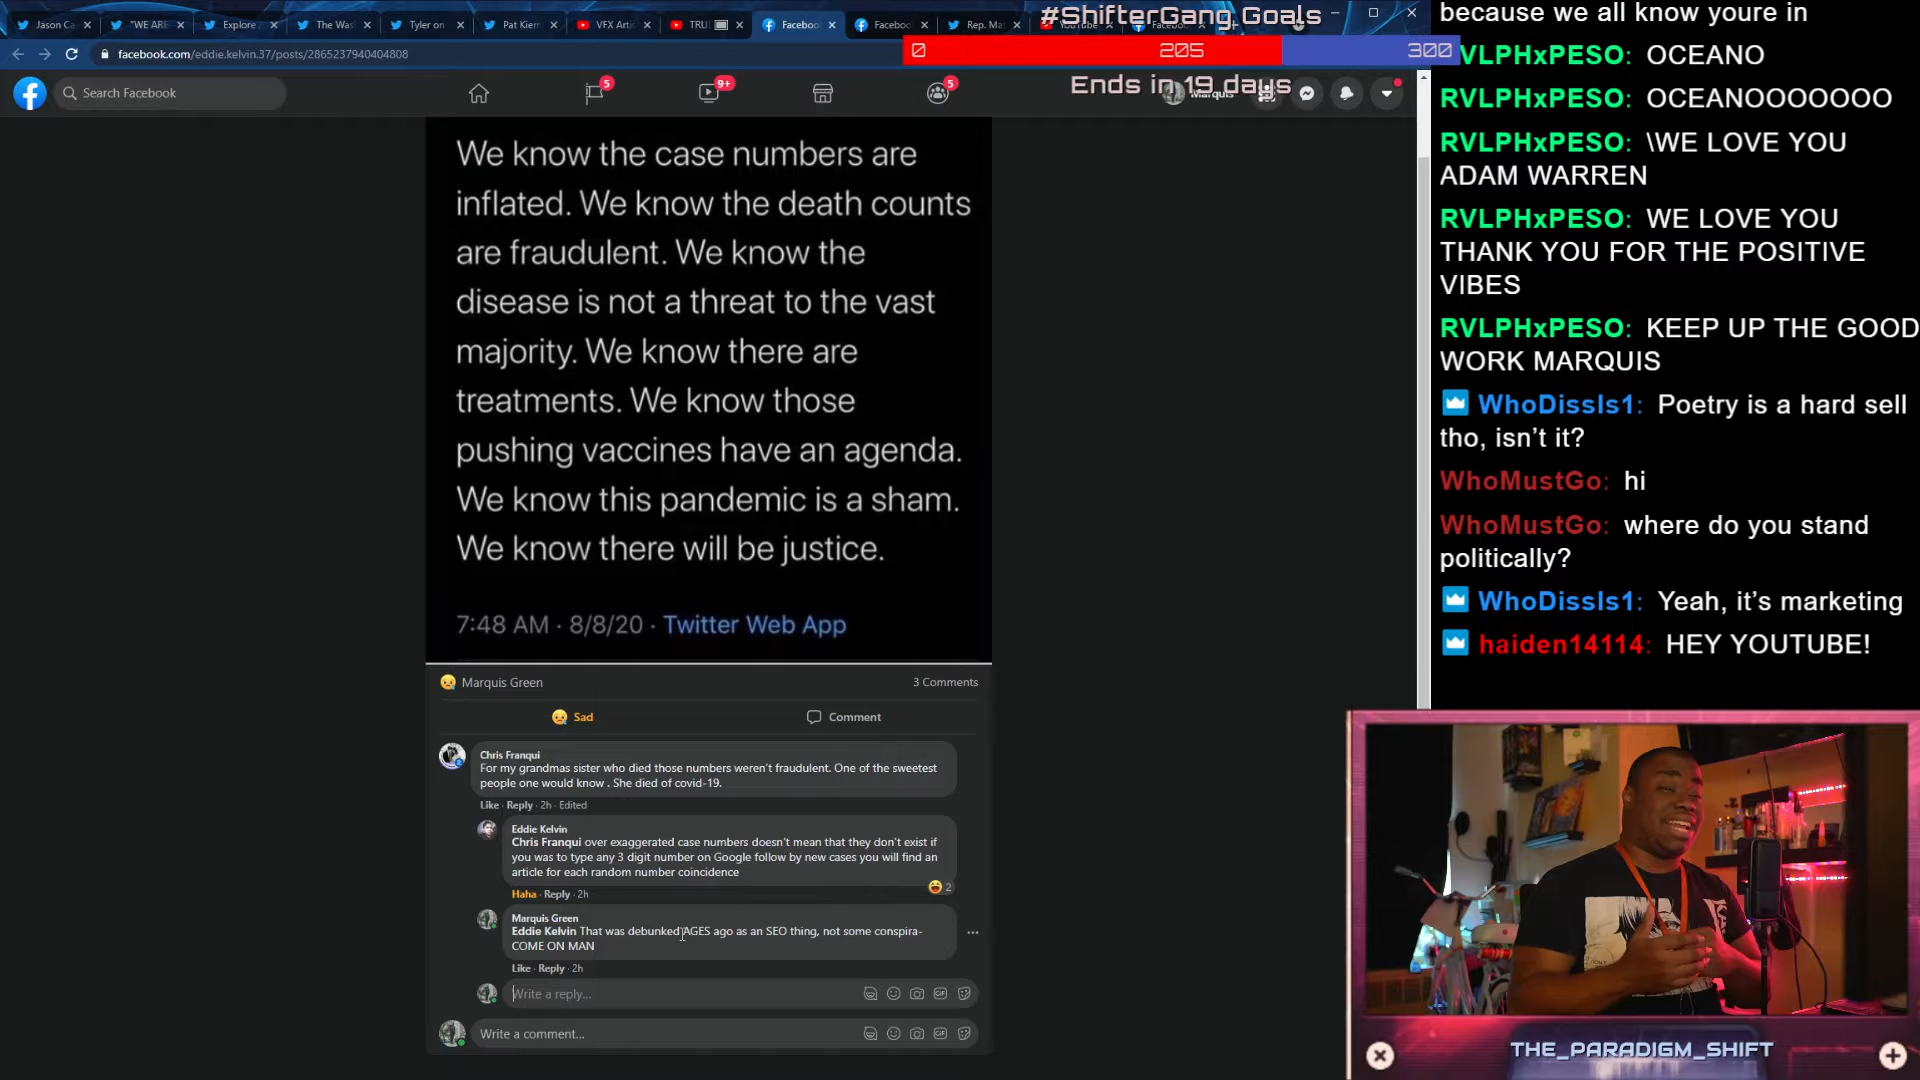 Jason Ca
"WE ARE
Explore
The Was
Tyler on
Pat Kiern
VFX Arti
TRU
Facebo
Facebo
Rep. Ma
YouTube
#ShifterGang Goals
facebook.com/eddie.kelvin.37/posts/2865237940404808
0
205
300
Search Facebook
5
9+
5
Ends in 19 days
Marquis
We know the case numbers are
inflated. We know the death counts
are fraudulent. We know the
disease is not a threat to the vast
majority. We know there are
treatments. We know those
pushing vaccines have an agenda.
We know this pandemic is a sham.
We know there will be justice.
7:48 AM · 8/8/20 · Twitter Web App
Marquis Green
3 Comments
Sad
Comment
Chris Franqui
For my grandmas sister who died those numbers weren't fraudulent. One of the sweetest
people one would know . She died of covid-19.
Like · Reply · 2h · Edited
Eddie Kelvin
Chris Franqui over exaggerated case numbers doesn't mean that they don't exist if
you was to type any 3 digit number on Google follow by new cases you will find an
article for each random number coincidence
2
Haha · Reply · 2h
Marquis Green
Eddie Kelvin That was debunked AGES ago as an SEO thing, not some conspira-
COME ON MAN
Like · Reply · 2h
Write a reply...
Write a comment...
because we all know youre in
RVLPHxPESO: OCEANO
RVLPHxPESO: OCEANOOOOOOO
RVLPHxPESO: \WE LOVE YOU
ADAM WARREN
RVLPHxPESO: WE LOVE YOU
THANK YOU FOR THE POSITIVE
VIBES
RVLPHxPESO: KEEP UP THE GOOD
WORK MARQUIS
WhoDissIs1: Poetry is a hard sell
tho, isn't it?
WhoMustGo: hi
WhoMustGo: where do you stand
politically?
WhoDissIs1: Yeah, it's marketing
haiden14114: HEY YOUTUBE!
THE_PARADIGM_SHIFT